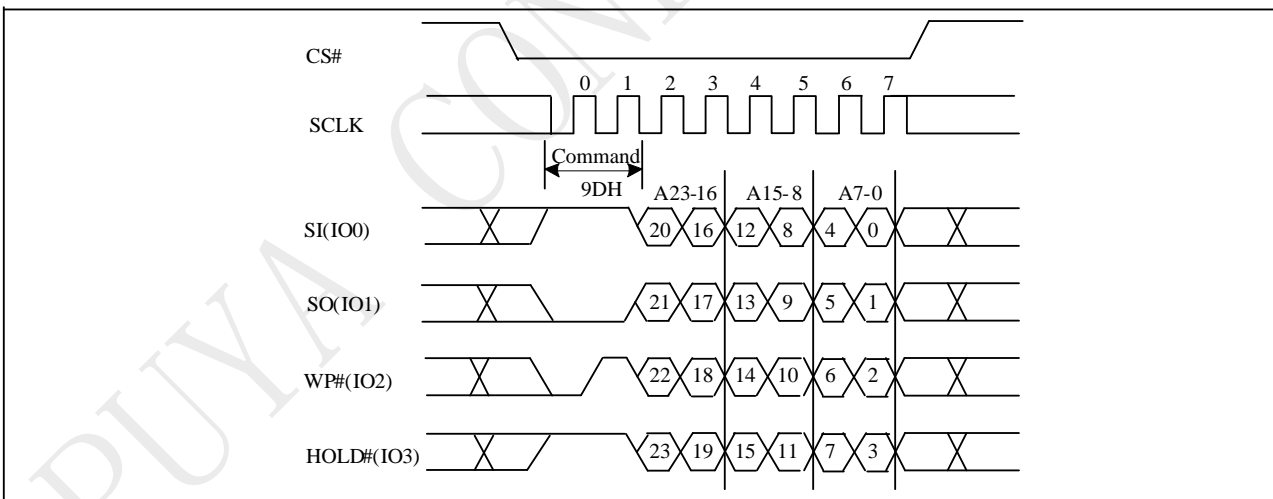 PUYA CON
CS#
0 1 2 3 4 5 6 7
SCLK
Command
9DH
A23-16 A15-8 A7-0
SI(IO0) 20 16 12 8 4 0
SO(IO1) 21 17 13 9 5 1
WP#(IO2) 22 18 14 10 6 2
HOLD#(IO3) 23 19 15 11 7 3